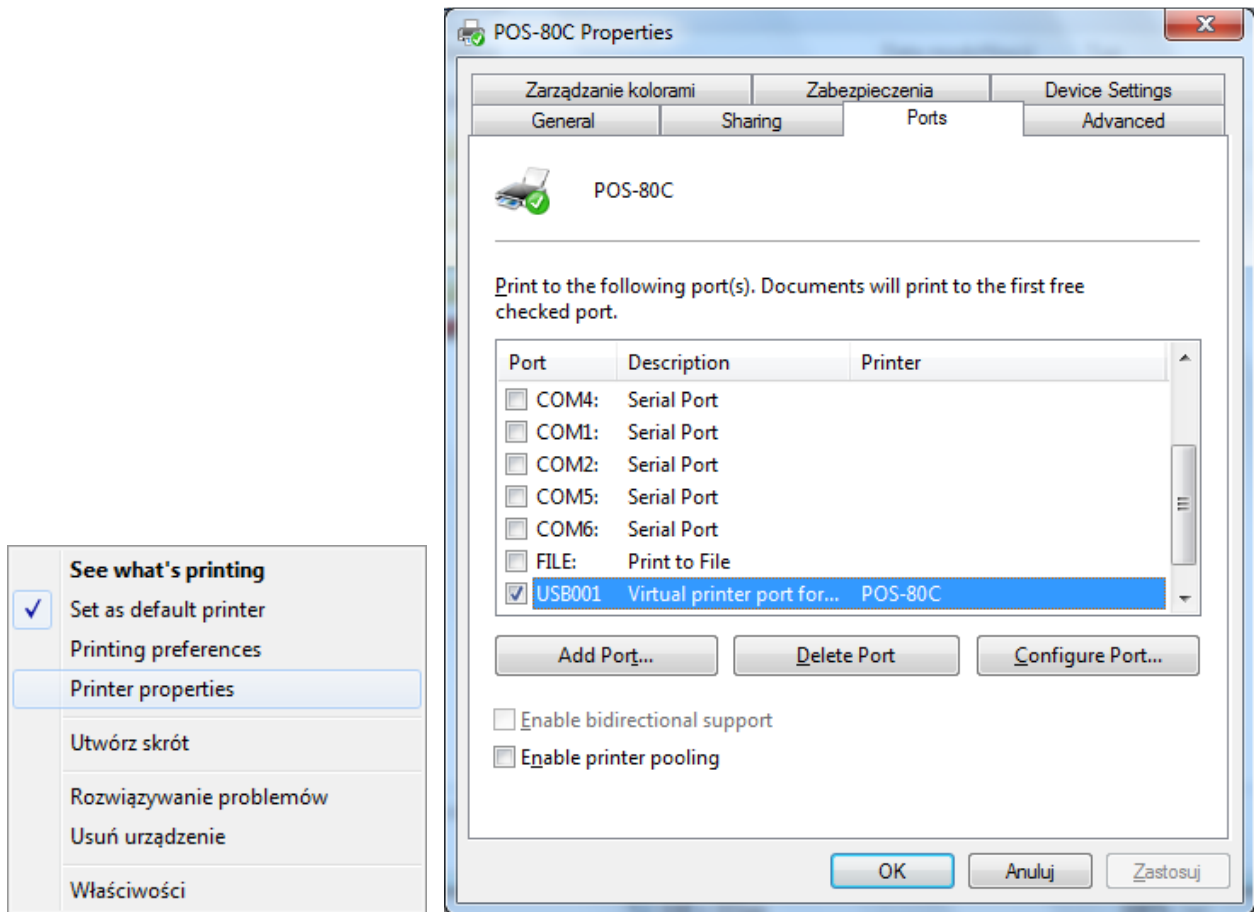 See what's printing
Set as default printer
Printing preferences
Printer properties
Utwórz skrót
Rozwiązywanie problemów
Usuń urządzenie
Właściwości
POS-80C Properties
Zarządzanie kolorami Zabezpieczenia Device Settings
General Sharing Ports Advanced
POS-80C
Print to the following port(s). Documents will print to the first free
checked port.
Port Description Printer
COM4: Serial Port
COM1: Serial Port
COM2: Serial Port
COM5: Serial Port
COM6: Serial Port
FILE: Print to File
USB001 Virtual printer port for... POS-80C
Add Port... Delete Port Configure Port...
Enable bidirectional support
Enable printer pooling
OK Anuluj Zastosuj